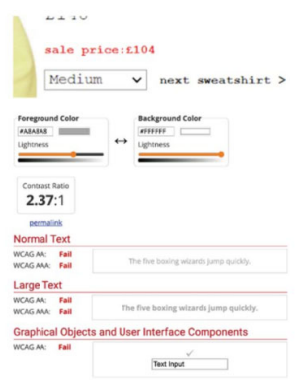 sale price:£104
Medium
next sweatshirt >
Foreground Color
Background Color
#A8A8A8
#FFFFFF
Lightness
Lightness
Contrast Ratio
2.37:1
permalink
Normal Text
WCAG AA: Fail
WCAG AAA: Fail
The five boxing wizards jump quickly.
Large Text
WCAG AA: Fail
WCAG AAA: Fail
The five boxing wizards jump quickly.
Graphical Objects and User Interface Components
WCAG AA: Fail
Text Input